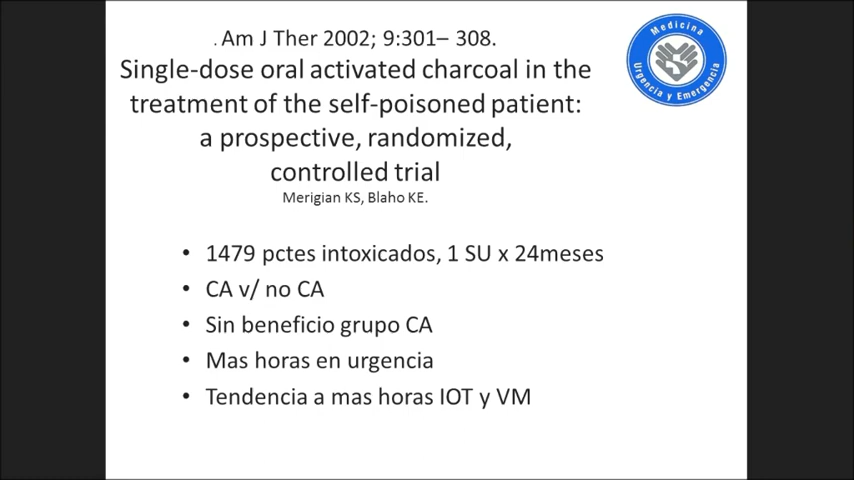 . Am J Ther 2002; 9:301– 308.
Single-dose oral activated charcoal in the
treatment of the self-poisoned patient:
a prospective, randomized,
controlled trial
Merigian KS, Blaho KE.
Medicina
Urgencia y Emergencia
• 1479 pctes intoxicados, 1 SU x 24meses
• CA v/ no CA
• Sin beneficio grupo CA
• Mas horas en urgencia
• Tendencia a mas horas IOT y VM